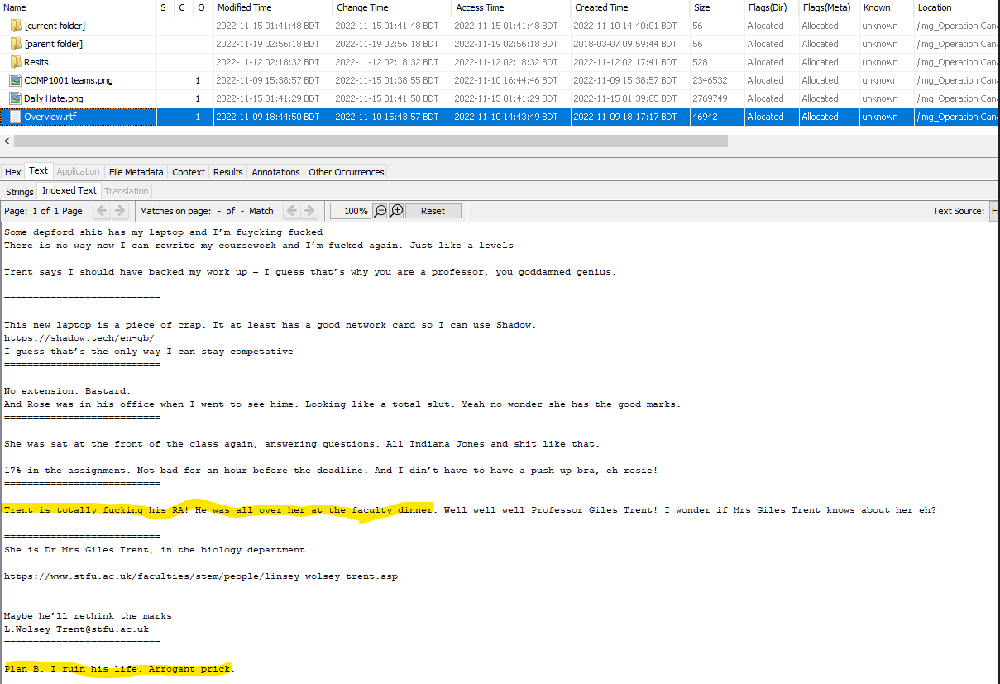 Name S C O Modified Time Change Time Access Time Created Time Size Flags(Dir) Flags(Meta) Known Location
[current folder] 2022-11-15 01:41:48 BDT 2022-11-15 01:41:48 BDT 2022-11-15 01:41:48 BDT 2022-11-10 14:40:01 BDT 56 Allocated Allocated unknown /img_Operation Cana
[parent folder] 2022-11-19 02:56:18 BDT 2022-11-19 02:56:18 BDT 2022-11-19 02:56:18 BDT 2018-03-07 09:59:44 BDT 56 Allocated Allocated unknown /img_Operation Cana
Resits 2022-11-12 02:18:32 BDT 2022-11-12 02:18:32 BDT 2022-11-12 02:18:32 BDT 2022-11-12 02:17:41 BDT 528 Allocated Allocated unknown /img_Operation Cana
COMP1001 teams.png 1 2022-11-09 15:38:57 BDT 2022-11-15 01:38:55 BDT 2022-11-10 16:44:46 BDT 2022-11-09 15:38:57 BDT 2346532 Allocated Allocated unknown /img_Operation Cana
Daily Hate.png 1 2022-11-15 01:41:29 BDT 2022-11-15 01:41:50 BDT 2022-11-15 01:41:29 BDT 2022-11-15 01:39:05 BDT 2769749 Allocated Allocated unknown /img_Operation Cana
Overview.rtf 1 2022-11-09 18:44:50 BDT 2022-11-10 15:43:57 BDT 2022-11-10 14:43:49 BDT 2022-11-09 18:17:17 BDT 46942 Allocated Allocated unknown /img_Operation Cana
Hex Text Application File Metadata Context Results Annotations Other Occurrences
Strings Indexed Text Translation
Page: 1 of 1 Page Matches on page: - of - Match 100% Reset Text Source: Fi
Some depford shit has my laptop and I’m fuycking fucked
There is no way now I can rewrite my coursework and I’m fucked again. Just like a levels
Trent says I should have backed my work up – I guess that’s why you are a professor, you goddamned genius.
===========================
This new laptop is a piece of crap. It at least has a good network card so I can use Shadow.
https://shadow.tech/en-gb/
I guess that’s the only way I can stay competative
===========================
No extension. Bastard.
And Rose was in his office when I went to see hime. Looking like a total slut. Yeah no wonder she has the good marks.
===========================
She was sat at the front of the class again, answering questions. All Indiana Jones and shit like that.
17% in the assignment. Not bad for an hour before the deadline. And I din’t have to have a push up bra, eh rosie!
===========================
Trent is totally fucking his RA! He was all over her at the faculty dinner. Well well well Professor Giles Trent! I wonder if Mrs Giles Trent knows about her eh?
===========================
She is Dr Mrs Giles Trent, in the biology department
https://www.stfu.ac.uk/faculties/stem/people/linsey-wolsey-trent.asp
Maybe he’ll rethink the marks
L.Wolsey-Trent@stfu.ac.uk
===========================
Plan B. I ruin his life. Arrogant prick.